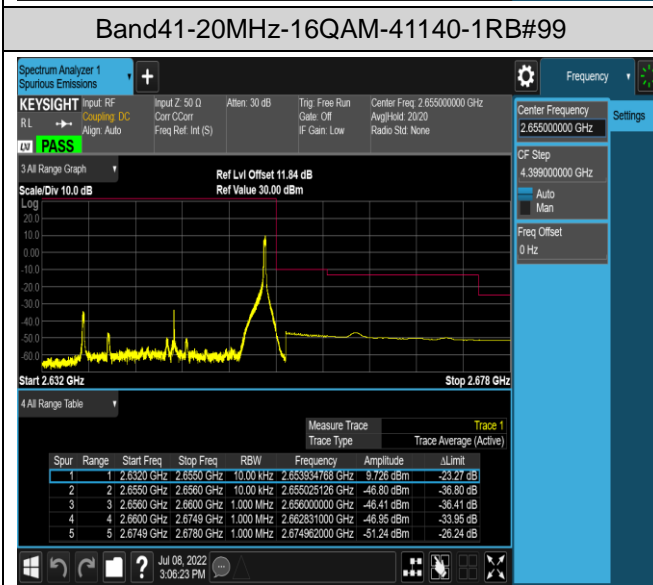 Band41-20MHz-16QAM-41140-1RB#99
Spectrum Analyzer 1
Spurious Emissions
+
Frequency
KEYSIGHT
RL
LXI PASS
Input: RF
Coupling: DC
Align: Auto
Input Z: 50 Ω
Corr CCorr
Freq Ref: Int (S)
Atten: 30 dB
Trig: Free Run
Gate: Off
IF Gain: Low
Center Freq: 2.655000000 GHz
Avg|Hold: 20/20
Radio Std: None
Center Frequency
2.655000000 GHz
Settings
CF Step
4.399000000 GHz
Auto
Man
Freq Offset
0 Hz
3 All Range Graph
Scale/Div 10.0 dB
Ref Lvl Offset 11.84 dB
Ref Value 30.00 dBm
Log
20.0
10.0
0.00
-10.0
-20.0
-30.0
-40.0
-50.0
-60.0
Start 2.632 GHz
Stop 2.678 GHz
4 All Range Table
Measure Trace Trace 1
Trace Type Trace Average (Active)
Spur Range Start Freq Stop Freq RBW Frequency Amplitude ΔLimit
1 1 2.6320 GHz 2.6550 GHz 10.00 kHz 2.653934768 GHz 9.726 dBm -23.27 dB
2 2 2.6550 GHz 2.6560 GHz 10.00 kHz 2.655025126 GHz -46.80 dBm -36.80 dB
3 3 2.6560 GHz 2.6600 GHz 1.000 MHz 2.656000000 GHz -46.41 dBm -36.41 dB
4 4 2.6600 GHz 2.6749 GHz 1.000 MHz 2.662831000 GHz -46.95 dBm -33.95 dB
5 5 2.6749 GHz 2.6780 GHz 1.000 MHz 2.674962000 GHz -51.24 dBm -26.24 dB
?
Jul 08, 2022
3:06:23 PM